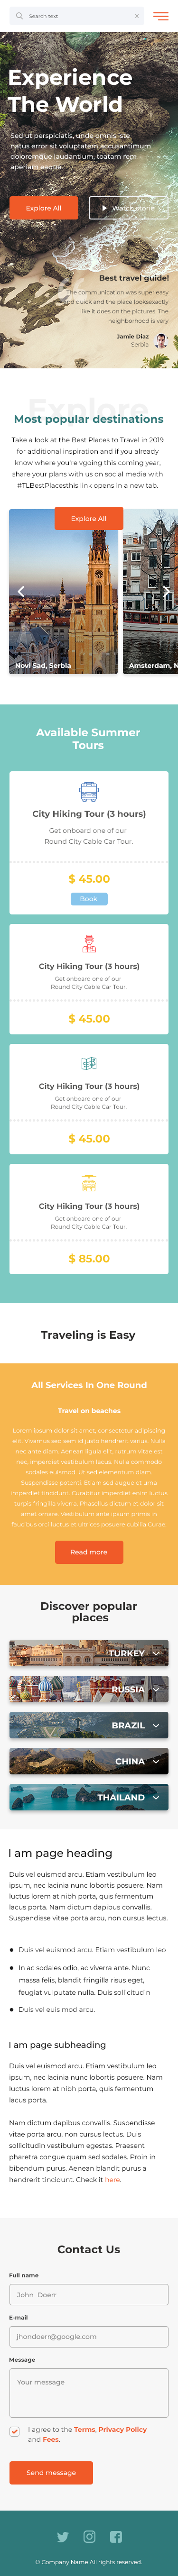 Search text
Experience
The World
Sed ut perspiciatis, unde omnis iste
natus error sit voluptatem accusantimum
doloremque laudantium, toatam rem
aperiam eaque.
Explore All
Watch stories
Best travel guide!
The communication was super easy
and quick and the place looks exactly
like it does on the pictures. The
neighborhood is very
Jamie Diaz
Serbia
Explore
Most popular destinations
Take a look at the Best Places to Travel in 2019
for additional inspiration and if you already
know where you're going this coming year,
share your plans with us on social media with,
#TLBestPlacesthis link opens in a new tab.
Explore All
Novi Sad, Serbia
Amsterdam, N
Available Summer
Tours
City Hiking Tour (3 hours)
Get onboard one of our
Round City Cable Car Tour.
$ 45.00
Book
City Hiking Tour (3 hours)
Get onboard one of our
Round City Cable Car Tour.
$ 45.00
City Hiking Tour (3 hours)
Get onboard one of our
Round City Cable Car Tour.
$ 45.00
City Hiking Tour (3 hours)
Get onboard one of our
Round City Cable Car Tour.
$ 85.00
Traveling is Easy
All Services In One Round
Travel on beaches
Lorem ipsum dolor sit amet, consectetur adipiscing
elit. Vivamus sed sem id justo hendrerit varius. Nulla
nec ante diam. Aenean ligula elit, rutrum vitae est
nec, imperdiet vestibulum lacus. Nulla commodo
sodales euismod. Ut sed elementum diam.
Suspendisse potenti. Etiam sed augue et urna
imperdiet tincidunt. Curabitur imperdiet enim luctus
turpis fringilla viverra. Phasellus dictum et dolor sit
amet ornare. Vestibulum ante ipsum primis in
faucibus orci luctus et ultrices posuere cubilia Curae;
Read more
Discover popular
places
TURKEY
RUSSIA
BRAZIL
CHINA
THAILAND
I am page heading
Duis vel euismod arcu. Etiam vestibulum leo
ipsum, nec lacinia nunc lobortis posuere. Nam
luctus lorem at nibh porta, quis fermentum
lacus porta. Nam dictum dapibus convallis.
Suspendisse vitae porta arcu, non cursus lectus.
Duis vel euismod arcu. Etiam vestibulum leo
In ac sodales odio, ac viverra ante. Nunc
massa felis, blandit fringilla risus eget,
feugiat vulputate nulla. Duis sollicitudin
Duis vel euis mod arcu.
I am page subheading
Duis vel euismod arcu. Etiam vestibulum leo
ipsum, nec lacinia nunc lobortis posuere. Nam
luctus lorem at nibh porta, quis fermentum
lacus porta.
Nam dictum dapibus convallis. Suspendisse
vitae porta arcu, non cursus lectus. Duis
sollicitudin vestibulum egestas. Praesent
pharetra congue quam sed sodales. Proin in
bibendum purus. Aenean blandit purus a
hendrerit tincidunt. Check it here.
Contact Us
Full name
John Doerr
E-mail
jhondoerr@google.com
Message
Your message
I agree to the Terms, Privacy Policy
and Fees.
Send message
© Company Name All rights reserved.